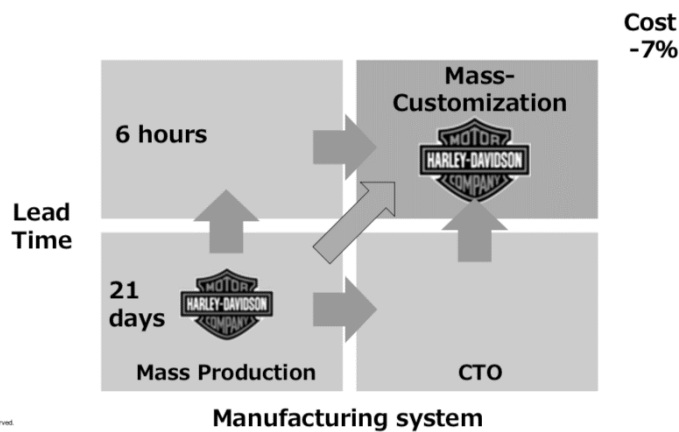 Cost
-7%
Mass-
Customization
6 hours
MOTOR
HARLEY-DAVIDSON
COMPANY
Lead
Time
21
days
MOTOR
HARLEY-DAVIDSON
COMPANY
Mass Production
CTO
Manufacturing system
rved.